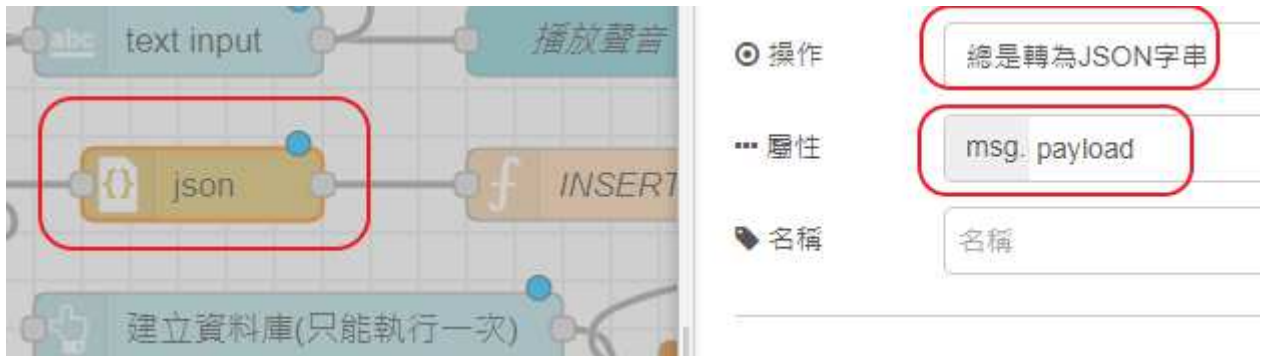 abc text input
播放聲音
{} json
f INSERT
建立資料庫(只能執行一次)
操作
總是轉為JSON字串
屬性
msg. payload
名稱
名稱